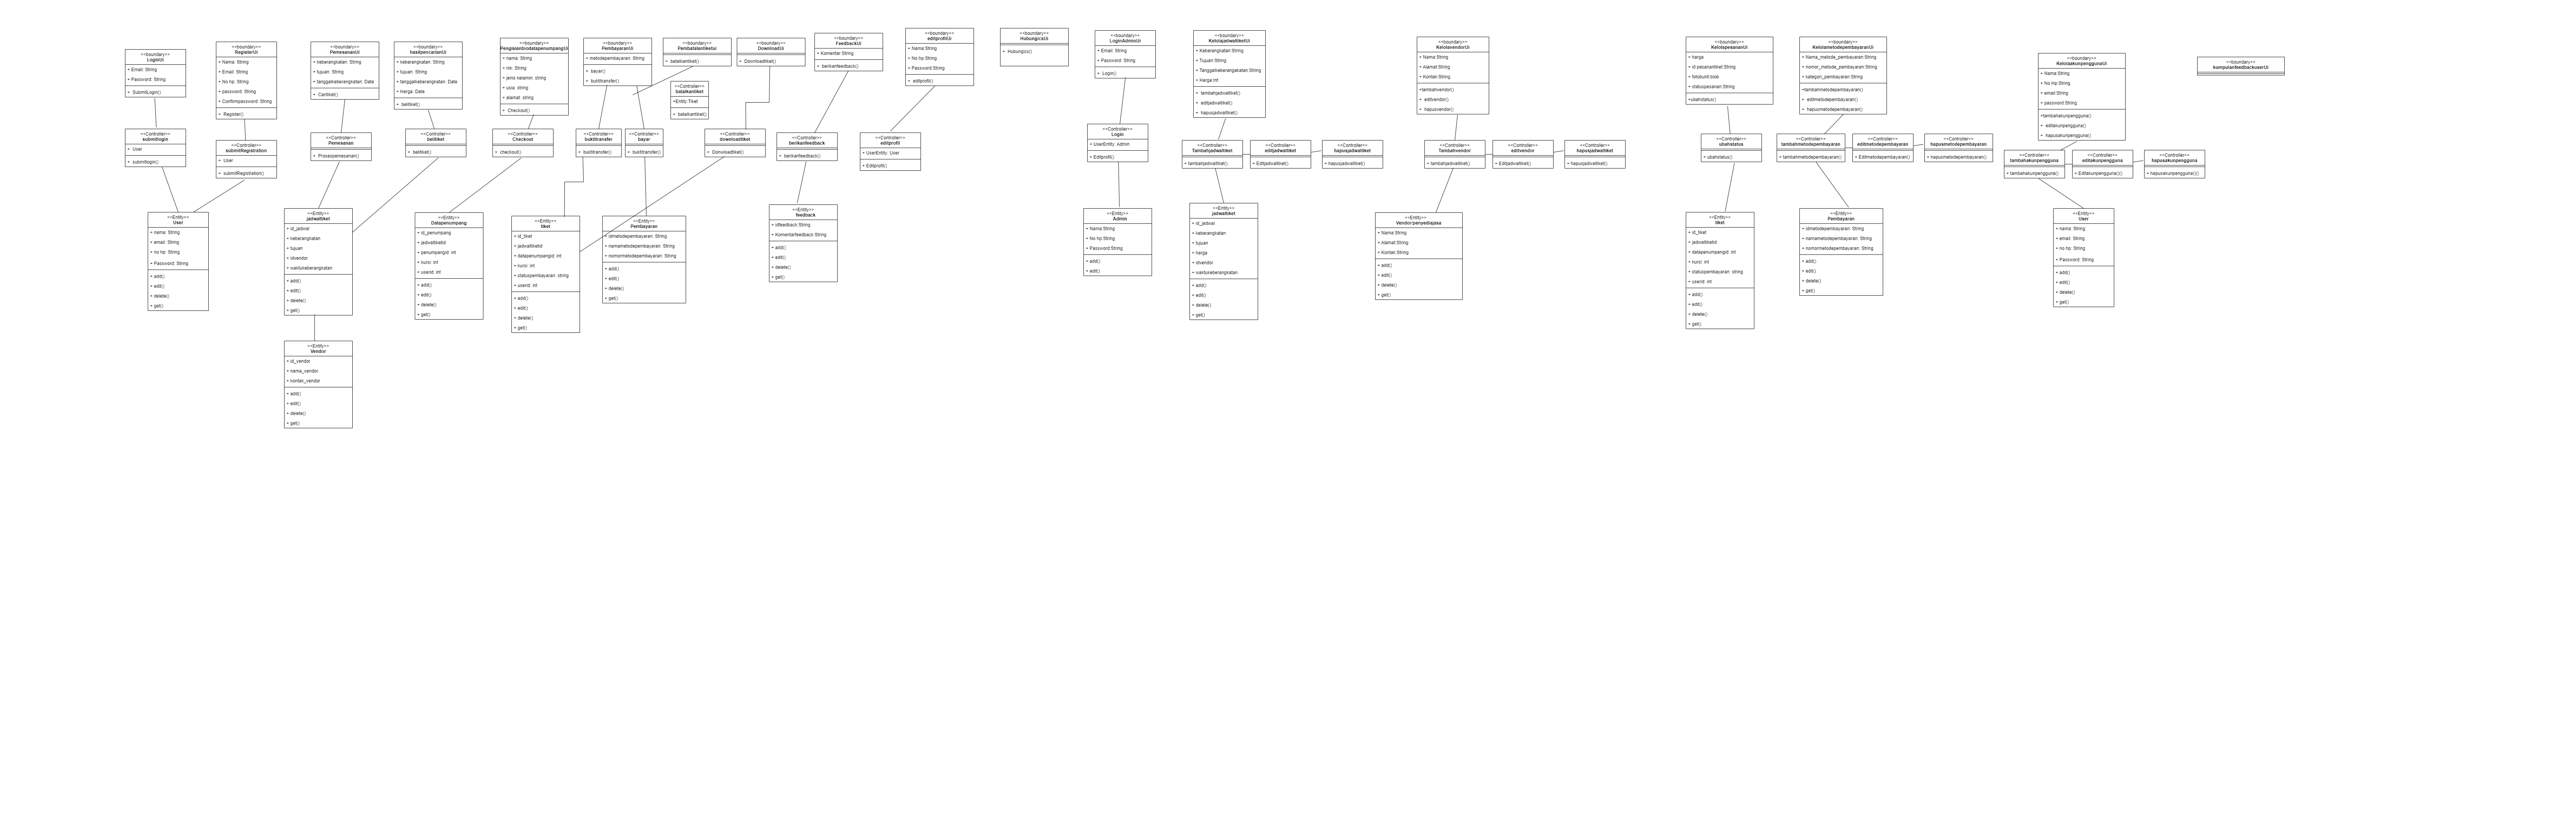 <<boundary>>
LoginUi
+ Email: String
+ Password: String
+ SubmitLogin()
<<boundary>>
RegisterUi
+ Nama: String
+ Email: String
+ No hp: String
+ password: String
+ Confirmpassword: String
+ Register()
<<boundary>>
PemesananUi
+ keberangkatan: String
+ tujuan: String
+ tanggalkeberangkatan: Date
+ Caritiket()
<<boundary>>
hasilpencarianUi
+ keberangkatan: String
+ tujuan: String
+ tanggalkeberangkatan: Date
+ Harga: Date
+ belitiket()
<<boundary>>
PengisianbiodatapenumpangUi
+ nama: String
+ nik: String
+ jenis kelamin: string
+ usia: string
+ alamat: string
+ Checkout()
<<boundary>>
PembayaranUi
+ metodepembayaran: String
+ bayar()
+ buktitransfer()
<<boundary>>
Pembatalantiketui
+ batalkantiket()
<<boundary>>
DownloadUi
+ Downloadtiket()
<<boundary>>
FeedbackUi
+ Komentar:String
+ berikanfeedback()
<<boundary>>
editprofilUi
+ Nama:String
+ No hp:String
+ Password:String
+ editprofil()
<<boundary>>
HubungicsUi
+ Hubungics()
<<boundary>>
LoginAdminUi
+ Email: String
+ Password: String
+ Login()
<<boundary>>
KelolajadwaltiketUi
+ Keberangkatan:String
+ Tujuan:String
+ Tanggalkeberangakatan:String
+ Harga:int
+ tambahjadwaltiket()
+ editjadwaltiket()
+ hapusjadwaltiket()
<<boundary>>
KelolavendorUi
+ Nama:String
+ Alamat:String
+ Kontak:String
+tambahvendor()
+ editvendor()
+ hapusvendor()
<<boundary>>
KelolapesananUi
+ harga
+ id pesanantiket:String
+ fotobukti:blob
+ statuspesanan:String
+ubahstatus()
<<boundary>>
KelolametodepembayaranUi
+ Nama_metode_pembayaran:String
+ nomor_metode_pembayaran:String
+ kategori_pembayaran:String
+tambahmetodepembayaran()
+ editmetodepembayaran()
+ hapusmetodepembayaran()
<<boundary>>
KelolaakunpenggunaUi
+ Nama:String
+ No Hp:String
+ email:String
+ password:String
+tambahakunpengguna()
+ editakunpengguna()
+ hapusakunpengguna()
<<boundary>>
kumpulanfeedbackuserUi
<<Controller>>
batalkantiket
+Entity:Tiket
+ batalkantiket()
<<Controller>>
submitlogin
+ User
+ submitlogin()
<<Controller>>
submitRegistration
+ User
+ submitRegistration()
<<Controller>>
Pemesanan
+ Prosespemesanan()
<<Controller>>
belitiket
+ belitiket()
<<Controller>>
Checkout
+ checkout()
<<Controller>>
bukttitransfer
+ buktitransfer()
<<Controller>>
bayar
+ buktitransfer()
<<Controller>>
downloadtiket
+ Donwloadtiket()
<<Controller>>
berikanfeedback
+ berikanfeedback()
<<Controller>>
editprofil
+ UserEntity: User
+ Editprofil()
<<Controller>>
Login
+ UserEntity: Admin
+ Editprofil()
<<Controller>>
Tambahjadwaltiket
+ tambahjadwaltiket()
<<Controller>>
editjadwaltiket
+ Editjadwaltiket()
<<Controller>>
hapusjadwaltiket
+ hapusjadwaltiket()
<<Controller>>
Tambahvendor
+ tambahjadwaltiket()
<<Controller>>
editvendor
+ Editjadwaltiket()
<<Controller>>
hapusjadwaltiket
+ hapusjadwaltiket()
<<Controller>>
ubahstatus
+ ubahstatus()
<<Controller>>
tambahmetodepembayaran
+ tambahmetodepembayaran()
<<Controller>>
editmetodepembayaran
+ Editmetodepembayaran()
<<Controller>>
hapusmetodepembayaran
+ hapusmetodepembayaran()
<<Controller>>
tambahakunpengguna
+ tambahakunpengguna()
<<Controller>>
editakunpengguna
+ Editakunpengguna()()
<<Controller>>
hapusakunpengguna
+ hapusakunpengguna()()
<<Entity>>
User
+ nama: String
+ email: String
+ no hp: String
+ Password: String
+ add()
+ edit()
+ delete()
+ get()
<<Entity>>
jadwaltiket
+ id_jadwal
+ keberangkatan
+ tujuan
+ idvendor
+ waktukeberangkatan
+ add()
+ edit()
+ delete()
+ get()
<<Entity>>
Datapenumpang
+ id_penumpang
+ jadwaltiketid
+ penumpangid: int
+ kursi: int
+ userid: int
+ add()
+ edit()
+ delete()
+ get()
<<Entity>>
tiket
+ id_tiket
+ jadwaltiketid
+ datapenumpangid: int
+ kursi: int
+ statuspembayaran: string
+ userid: int
+ add()
+ edit()
+ delete()
+ get()
<<Entity>>
Pembayaran
+ idmetodepembayaran: String
+ namametodepembayaran: String
+ nomormetodepembayaran: String
+ add()
+ edit()
+ delete()
+ get()
<<Entity>>
feedback
+ idfeedback:String
+ Komentarfeedback:String
+ add()
+ edit()
+ delete()
+ get()
<<Entity>>
Admin
+ Nama:String
+ No hp:String
+ Password:String
+ add()
+ edit()
<<Entity>>
jadwaltiket
+ id_jadwal
+ keberangkatan
+ tujuan
+ harga
+ idvendor
+ waktukeberangkatan
+ add()
+ edit()
+ delete()
+ get()
<<Entity>>
Vendor/penyediajasa
+ Nama:String
+ Alamat:String
+ Kontak:String
+ add()
+ edit()
+ delete()
+ get()
<<Entity>>
tiket
+ id_tiket
+ jadwaltiketid
+ datapenumpangid: int
+ kursi: int
+ statuspembayaran: string
+ userid: int
+ add()
+ edit()
+ delete()
+ get()
<<Entity>>
Pembayaran
+ idmetodepembayaran: String
+ namametodepembayaran: String
+ nomormetodepembayaran: String
+ add()
+ edit()
+ delete()
+ get()
<<Entity>>
User
+ nama: String
+ email: String
+ no hp: String
+ Password: String
+ add()
+ edit()
+ delete()
+ get()
<<Entity>>
Vendor
+ id_vendor
+ nama_vendor
+ kontak_vendor
+ add()
+ edit()
+ delete()
+ get()